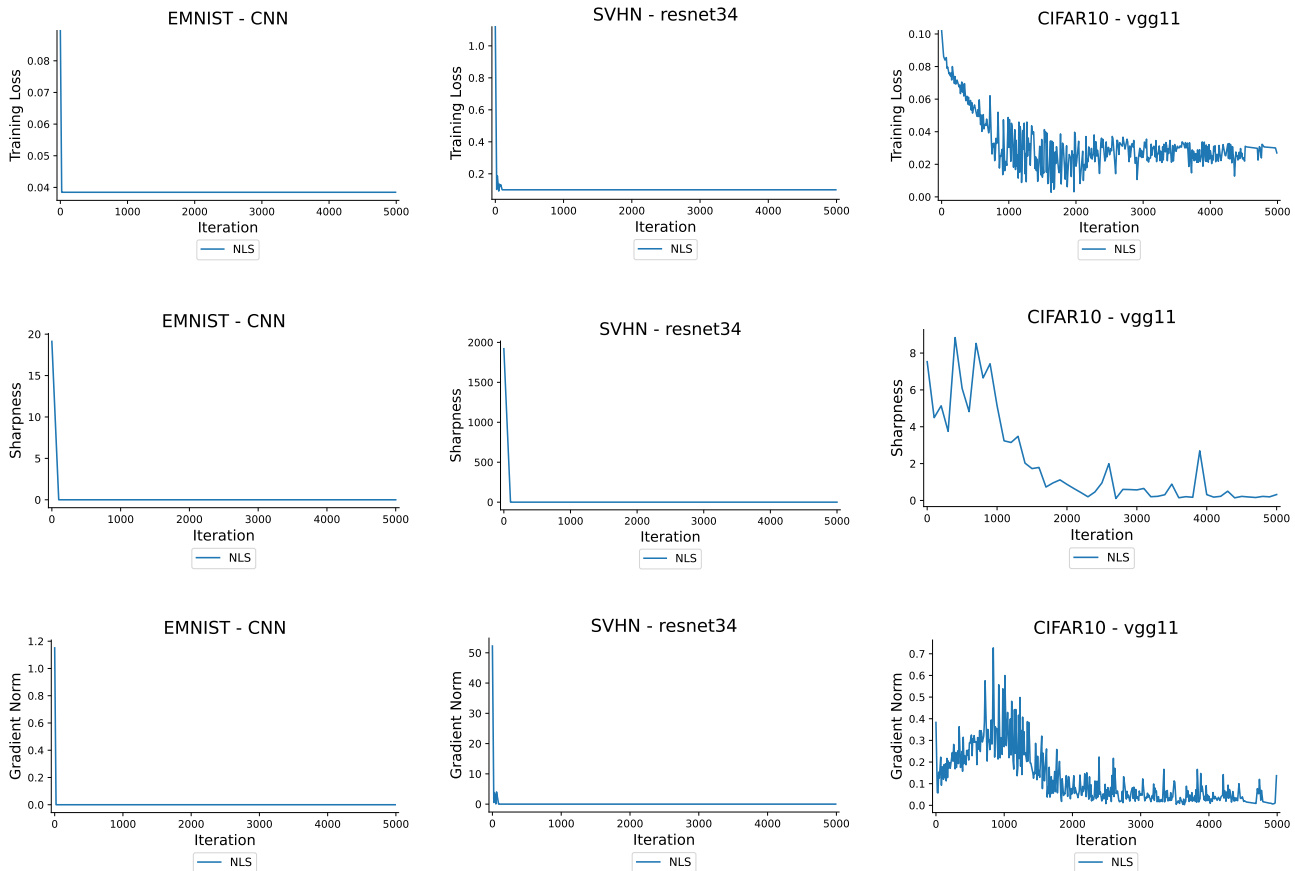 EMNIST - CNN
Training Loss
0.08
0.07
0.06
0.05
0.04
0 1000 2000 3000 4000 5000
Iteration
NLS
SVHN - resnet34
Training Loss
1.0
0.8
0.6
0.4
0.2
0 1000 2000 3000 4000 5000
Iteration
NLS
CIFAR10 - vgg11
Training Loss
0.10
0.08
0.06
0.04
0.02
0.00
0 1000 2000 3000 4000 5000
Iteration
NLS
EMNIST - CNN
Sharpness
20
15
10
5
0
0 1000 2000 3000 4000 5000
Iteration
NLS
SVHN - resnet34
Sharpness
2000
1500
1000
500
0
0 1000 2000 3000 4000 5000
Iteration
NLS
CIFAR10 - vgg11
Sharpness
8
6
4
2
0
0 1000 2000 3000 4000 5000
Iteration
NLS
EMNIST - CNN
Gradient Norm
1.2
1.0
0.8
0.6
0.4
0.2
0.0
0 1000 2000 3000 4000 5000
Iteration
NLS
SVHN - resnet34
Gradient Norm
50
40
30
20
10
0
0 1000 2000 3000 4000 5000
Iteration
NLS
CIFAR10 - vgg11
Gradient Norm
0.7
0.6
0.5
0.4
0.3
0.2
0.1
0.0
0 1000 2000 3000 4000 5000
Iteration
NLS